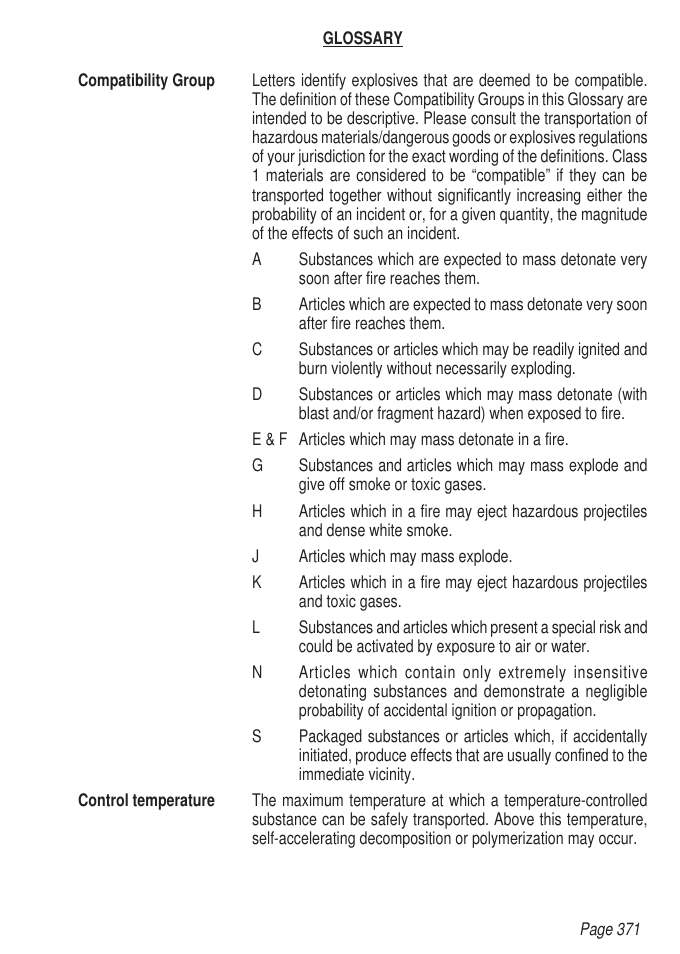 GLOSSARY
Compatibility Group Letters identify explosives that are deemed to be compatible.
The definition of these Compatibility Groups in this Glossary are
intended to be descriptive. Please consult the transportation of
hazardous materials/dangerous goods or explosives regulations
of your jurisdiction for the exact wording of the definitions. Class
1 materials are considered to be “compatible” if they can be
transported together without significantly increasing either the
probability of an incident or, for a given quantity, the magnitude
of the effects of such an incident.
A Substances which are expected to mass detonate very
soon after fire reaches them.
B Articles which are expected to mass detonate very soon
after fire reaches them.
C Substances or articles which may be readily ignited and
burn violently without necessarily exploding.
D Substances or articles which may mass detonate (with
blast and/or fragment hazard) when exposed to fire.
E & F Articles which may mass detonate in a fire.
G Substances and articles which may mass explode and
give off smoke or toxic gases.
H Articles which in a fire may eject hazardous projectiles
and dense white smoke.
J Articles which may mass explode.
K Articles which in a fire may eject hazardous projectiles
and toxic gases.
L Substances and articles which present a special risk and
could be activated by exposure to air or water.
N Articles which contain only extremely insensitive
detonating substances and demonstrate a negligible
probability of accidental ignition or propagation.
S Packaged substances or articles which, if accidentally
initiated, produce effects that are usually confined to the
immediate vicinity.
Control temperature The maximum temperature at which a temperature-controlled
substance can be safely transported. Above this temperature,
self-accelerating decomposition or polymerization may occur.
Page 371